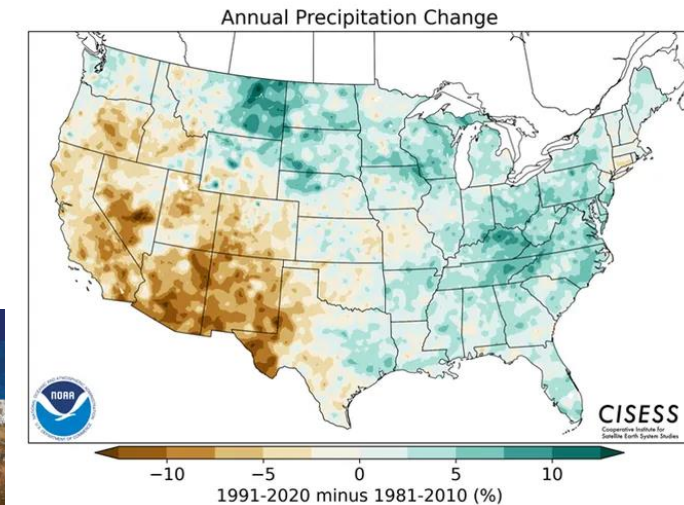 Annual Precipitation Change
NOAA
CISESS
Cooperative Institute for
Satellite Earth System Studies
−10 −5 0 5 10
1991-2020 minus 1981-2010 (%)